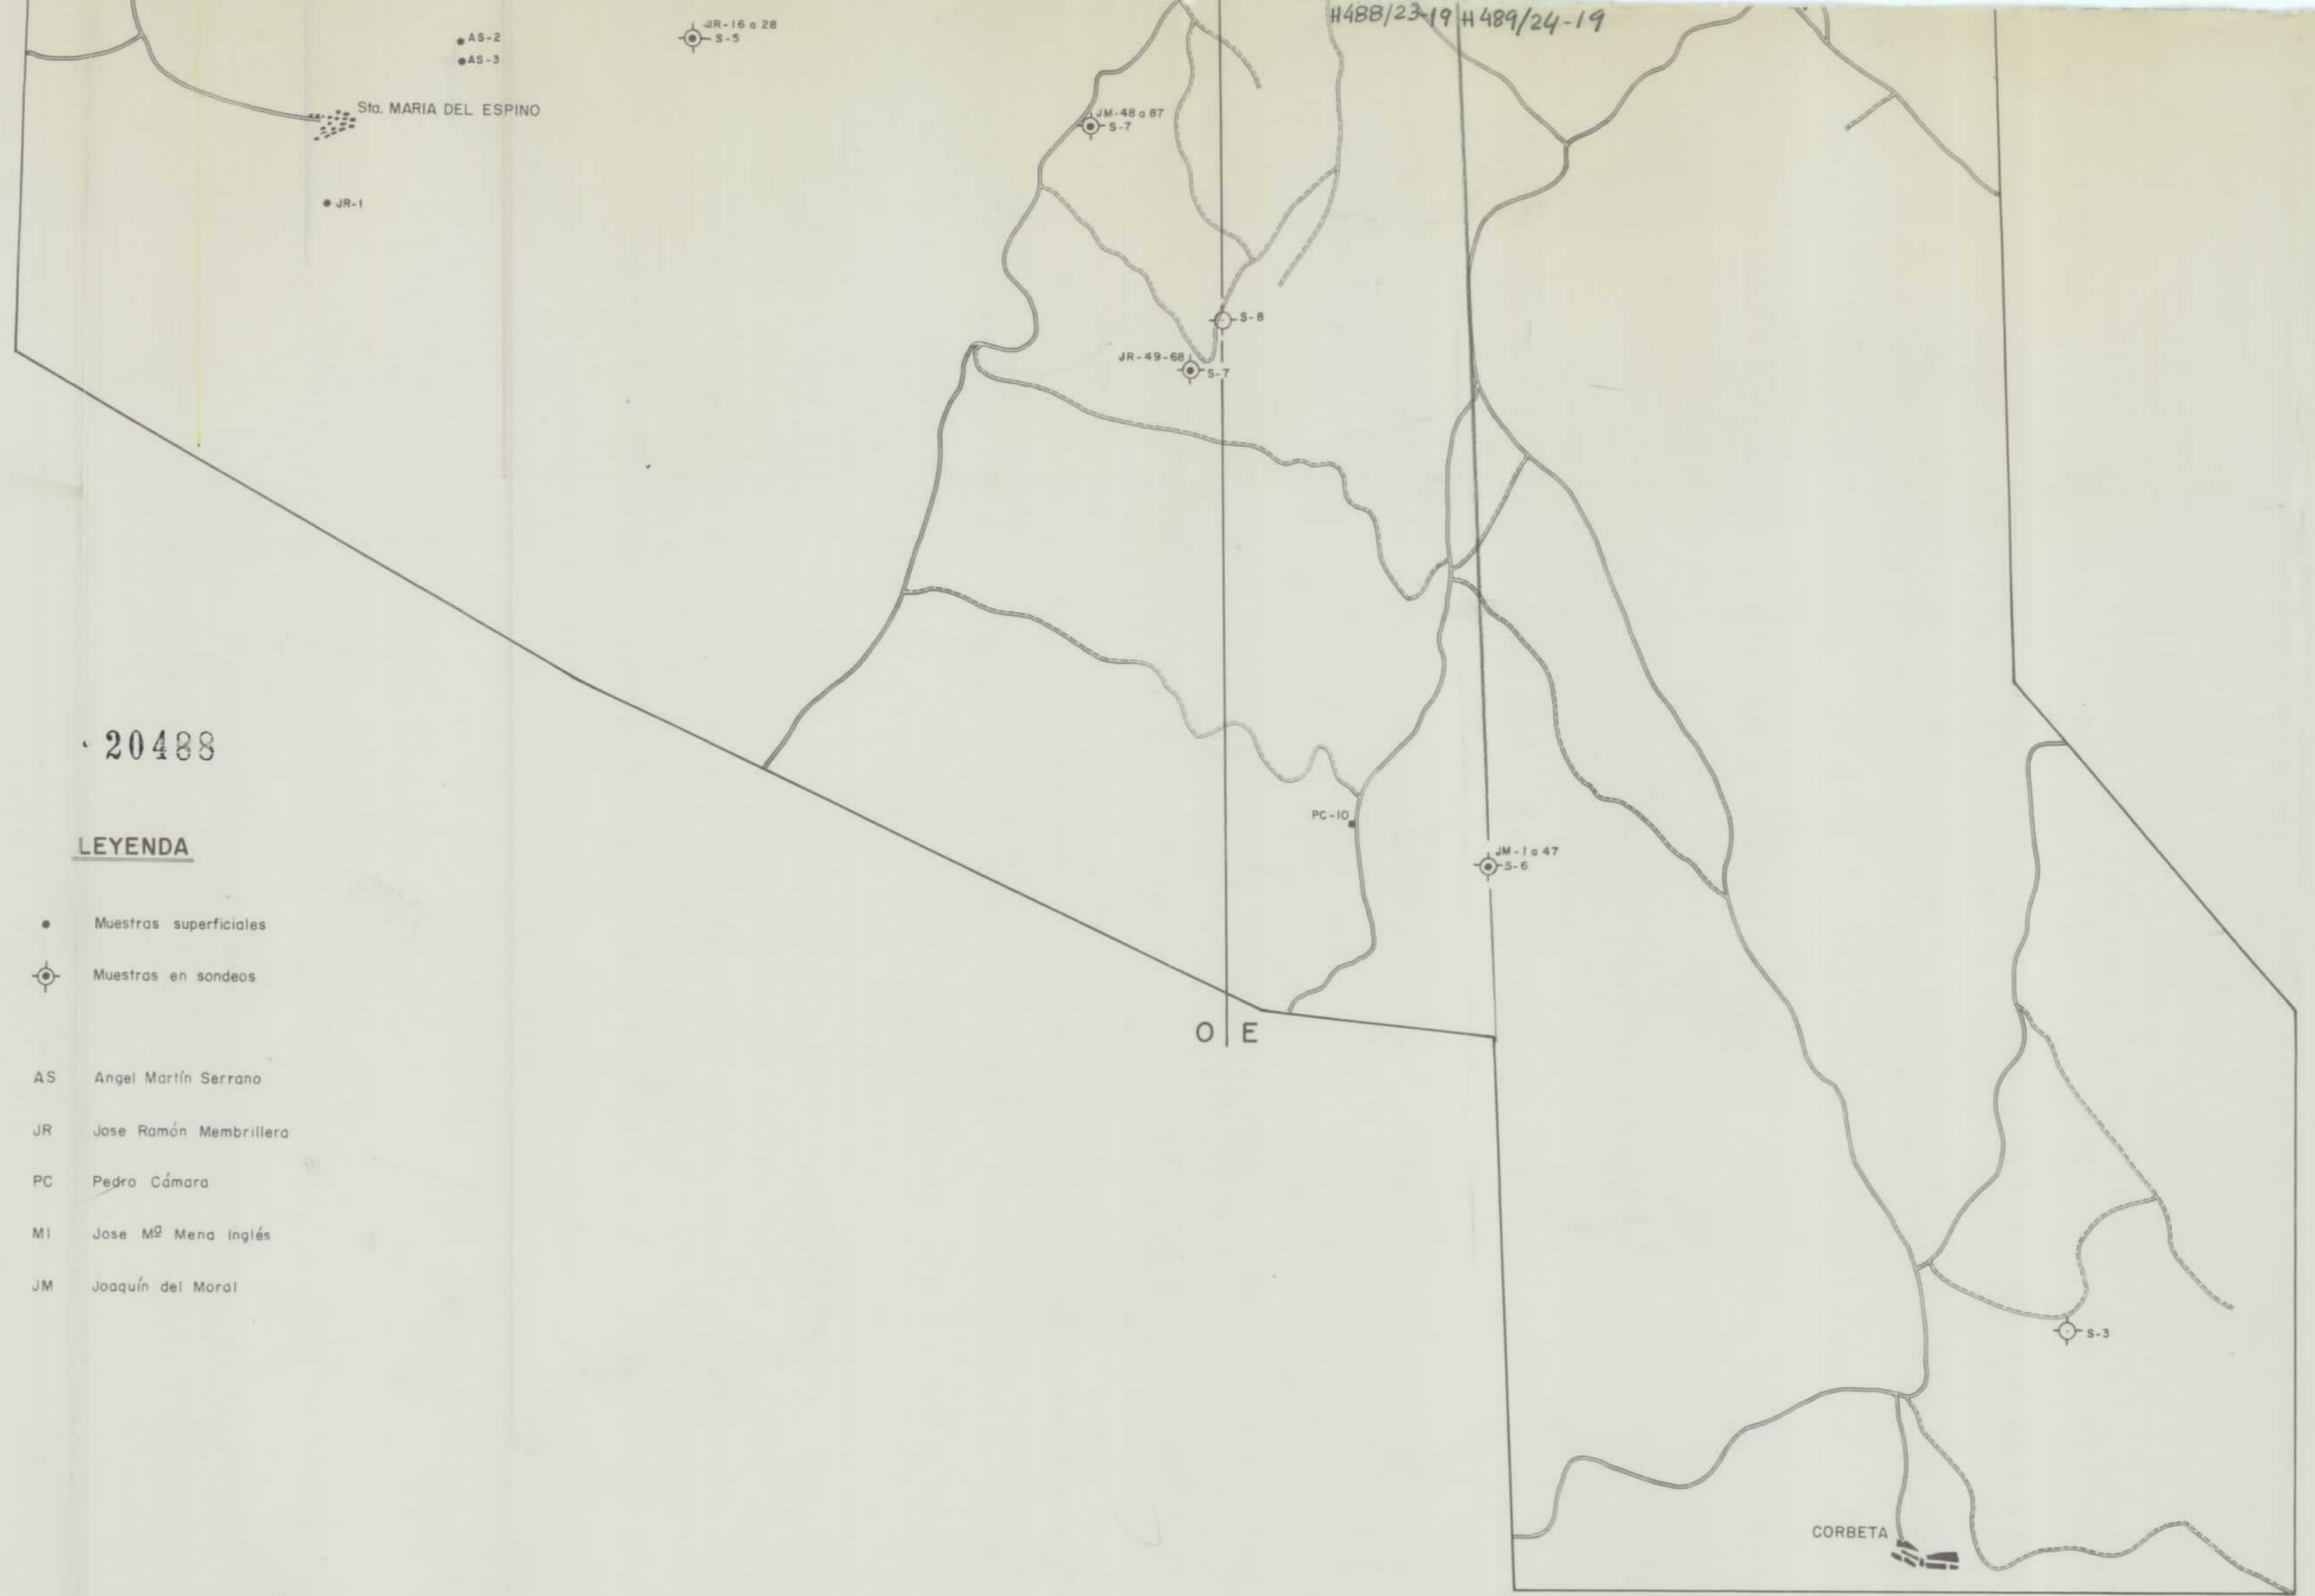 H488/23-19 H489/24-19
JR-16 a 28
S-5
AS-2
AS-3
Sta. MARIA DEL ESPINO
JM-48 a 87
S-7
JR-1
S-8
JR-49-68
S-7
20488
PC-10
JM-1 a 47
S-6
LEYENDA
Muestras superficiales
Muestras en sondeos
O E
AS Angel Martín Serrano
JR Jose Ramón Membrillera
PC Pedro Cámara
MI Jose Mª Mena Inglés
JM Joaquín del Moral
S-3
CORBETA